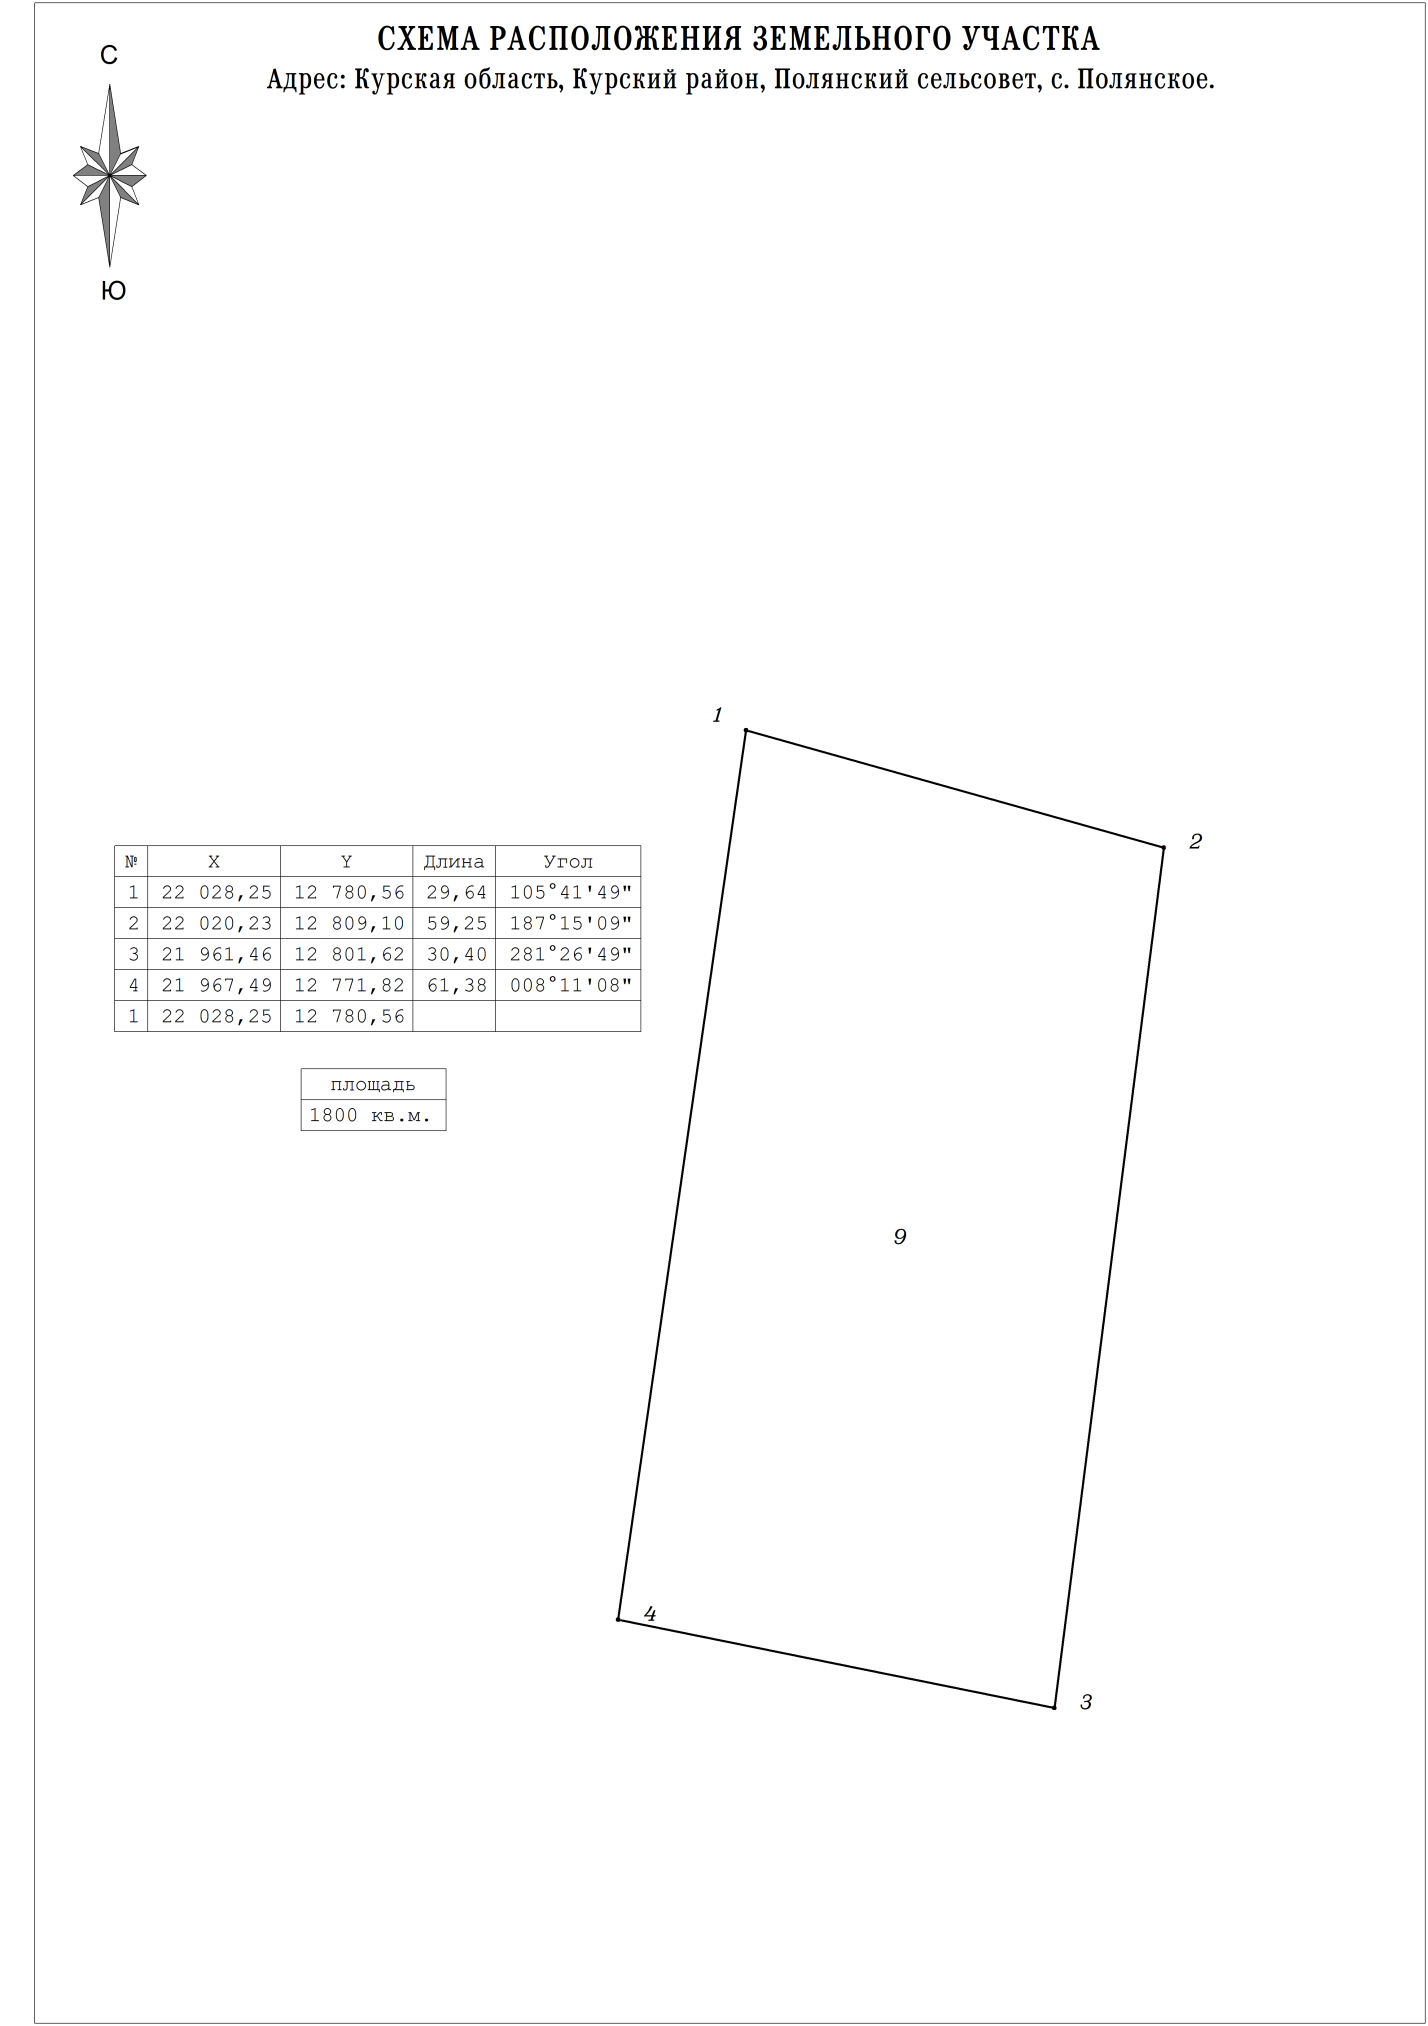 СХЕМА РАСПОЛОЖЕНИЯ ЗЕМЕЛЬНОГО УЧАСТКА
Адрес: Курская область, Курский район, Полянский сельсовет, с. Полянское.
С
Ю
1
2
№ X Y Длина Угол
1 22 028,25 12 780,56 29,64 105°41'49"
2 22 020,23 12 809,10 59,25 187°15'09"
3 21 961,46 12 801,62 30,40 281°26'49"
4 21 967,49 12 771,82 61,38 008°11'08"
1 22 028,25 12 780,56
площадь
1800 кв.м.
9
4
3